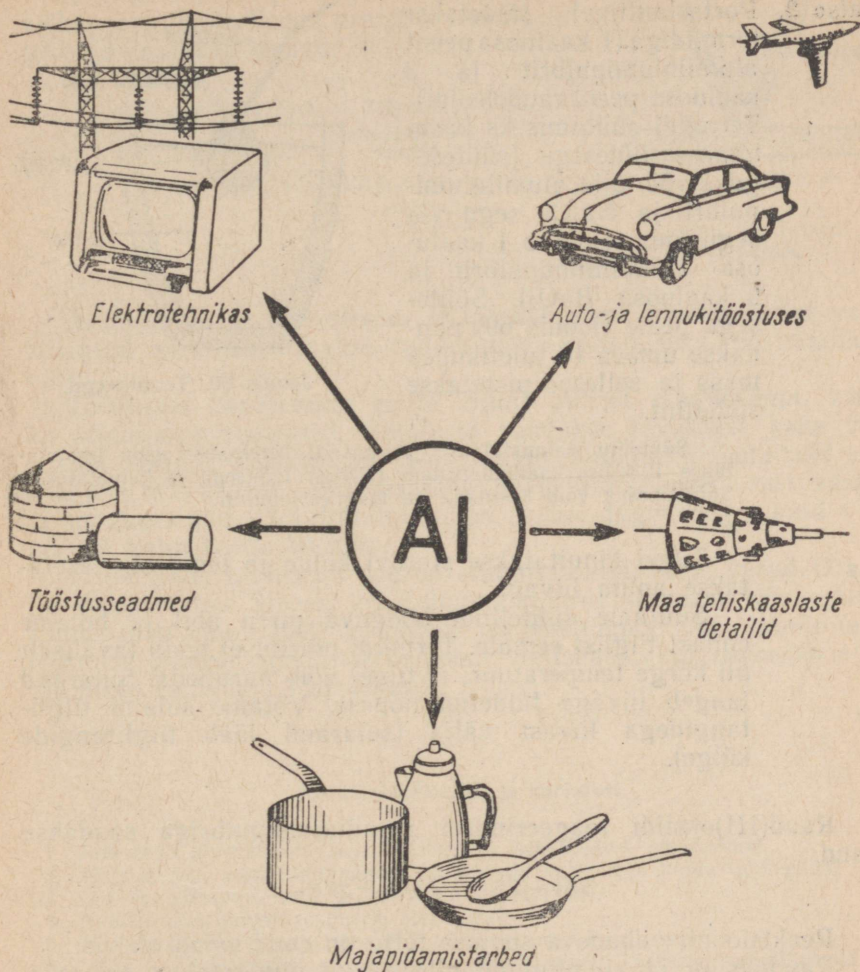 Elektrotehnikas
Auto-ja lennukitööstuses
Al
Tööstusseadmed
Maa tehiskaaslaste
detailid
Majapidamistarbed